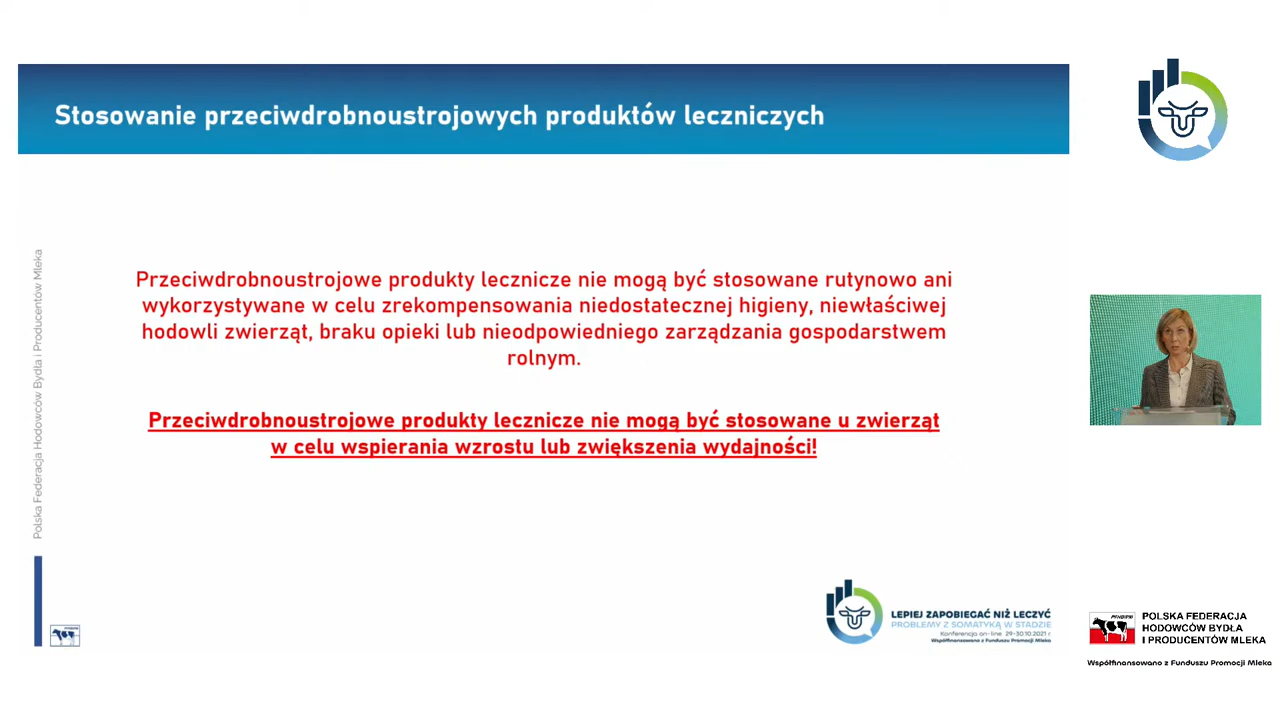 Stosowanie przeciwdrobnoustrojowych produktów leczniczych
Przeciwdrobnoustrojowe produkty lecznicze nie mogą być stosowane rutynowo ani
wykorzystywane w celu zrekompensowania niedostatecznej higieny, niewłaściwej
hodowli zwierząt, braku opieki lub nieodpowiedniego zarządzania gospodarstwem
rolnym.
Przeciwdrobnoustrojowe produkty lecznicze nie mogą być stosowane u zwierząt
w celu wspierania wzrostu lub zwiększenia wydajności!
Polska Federacja Hodowców Bydła i Producentów Mleka
LEPIEJ ZAPOBIEGAĆ NIŻ LECZYĆ
PROBLEMY Z SOMATYKĄ W STADZIE
Konferencja on-line 29-30.10.2021 r.
Współfinansowano z Funduszu Promocji Mleka
POLSKA FEDERACJA
HODOWCÓW BYDŁA
I PRODUCENTÓW MLEKA
Współfinansowano z Funduszu Promocji Mleka